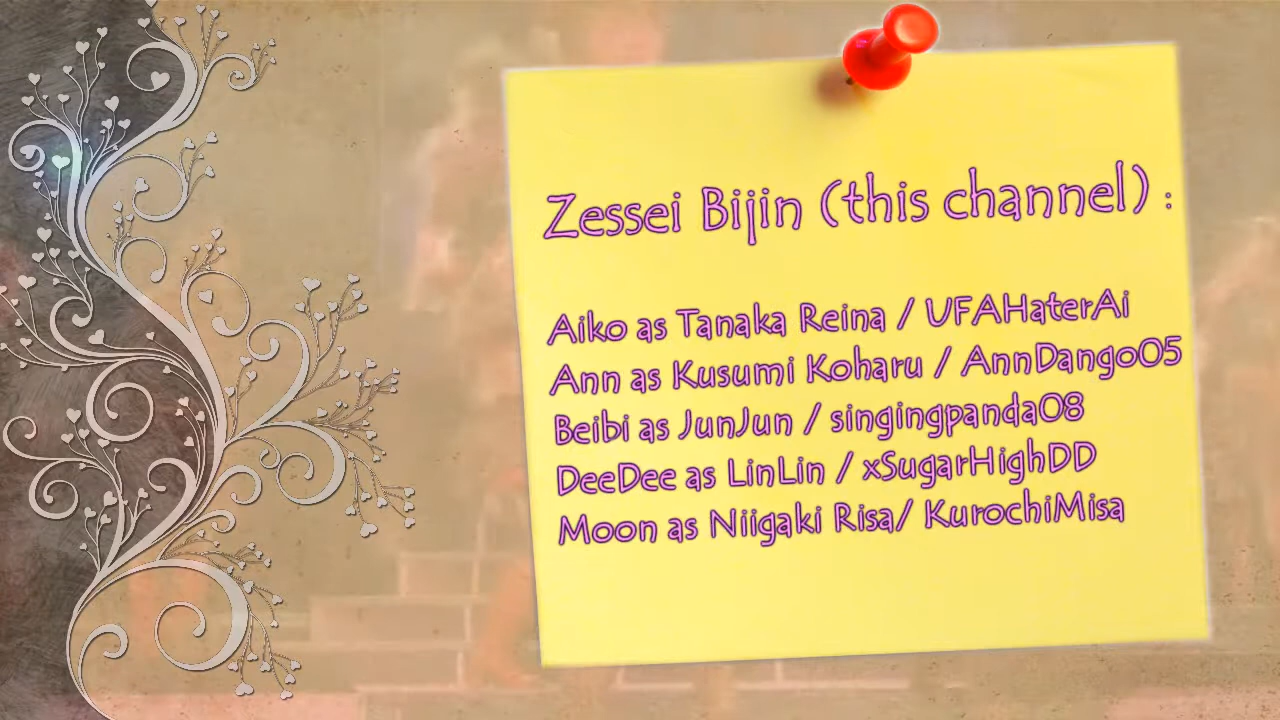 Zessei Bijin (this channel) :
Aiko as Tanaka Reina / UFAHaterAi
Ann as Kusumi Koharu / AnnDango05
Beibi as JunJun / singingpanda08
DeeDee as LinLin / xSugarHighDD
Moon as Niigaki Risa/ KurochiMisa